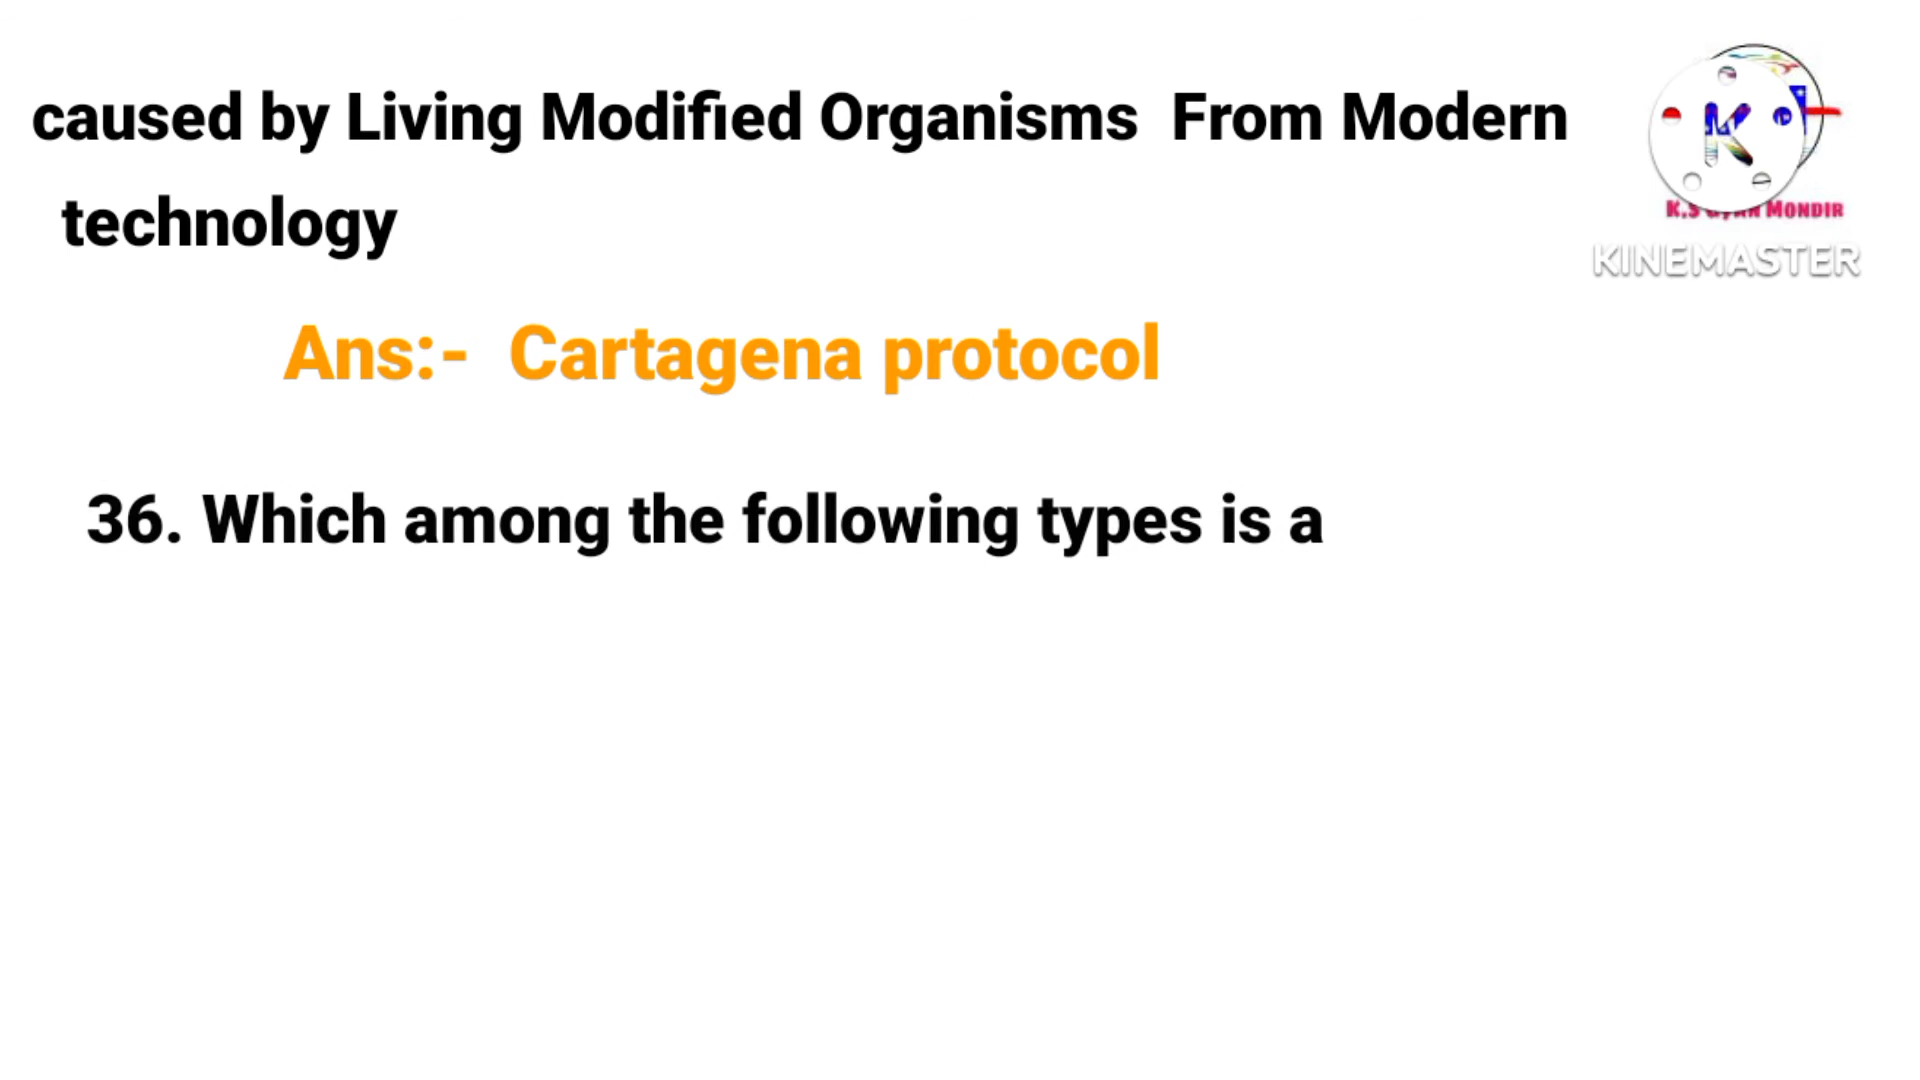 caused by Living Modified Organisms From Modern
technology
K
MONDIR
KINEMASTER
Ans:- Cartagena protocol
36. Which among the following types is a